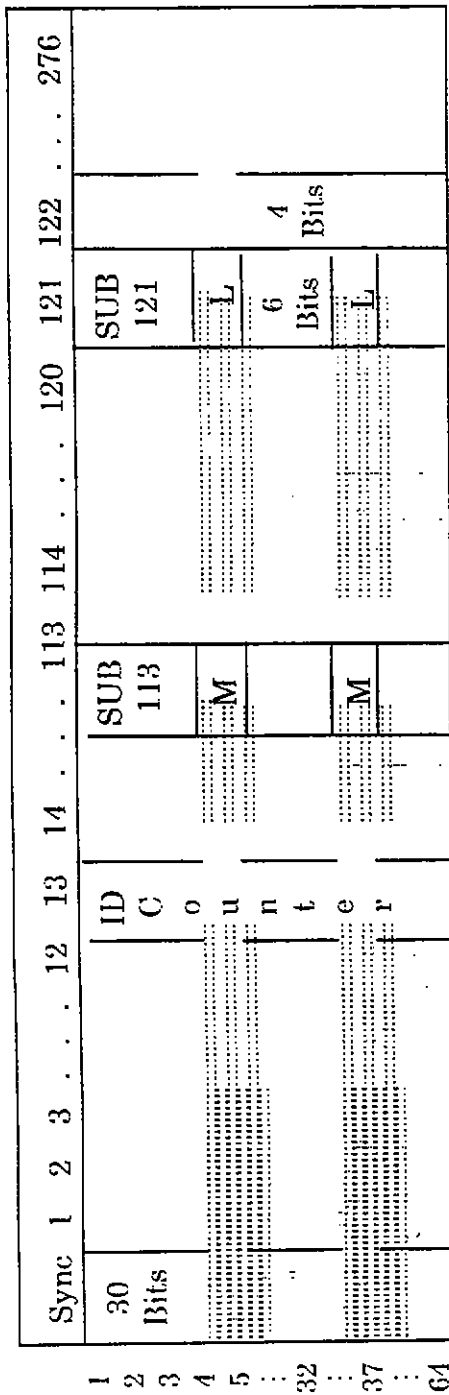 Sync 1 2 3 . . . 12 13 14 . . . 113 114 . . . 120 121 122 . . . 276
1
2
3
4
5
⋮
32
⋮
37
⋮
64
30
Bits
ID
C
o
u
n
t
e
r
SUB
113
M
M
SUB
121
L
6
Bits
L
4
Bits